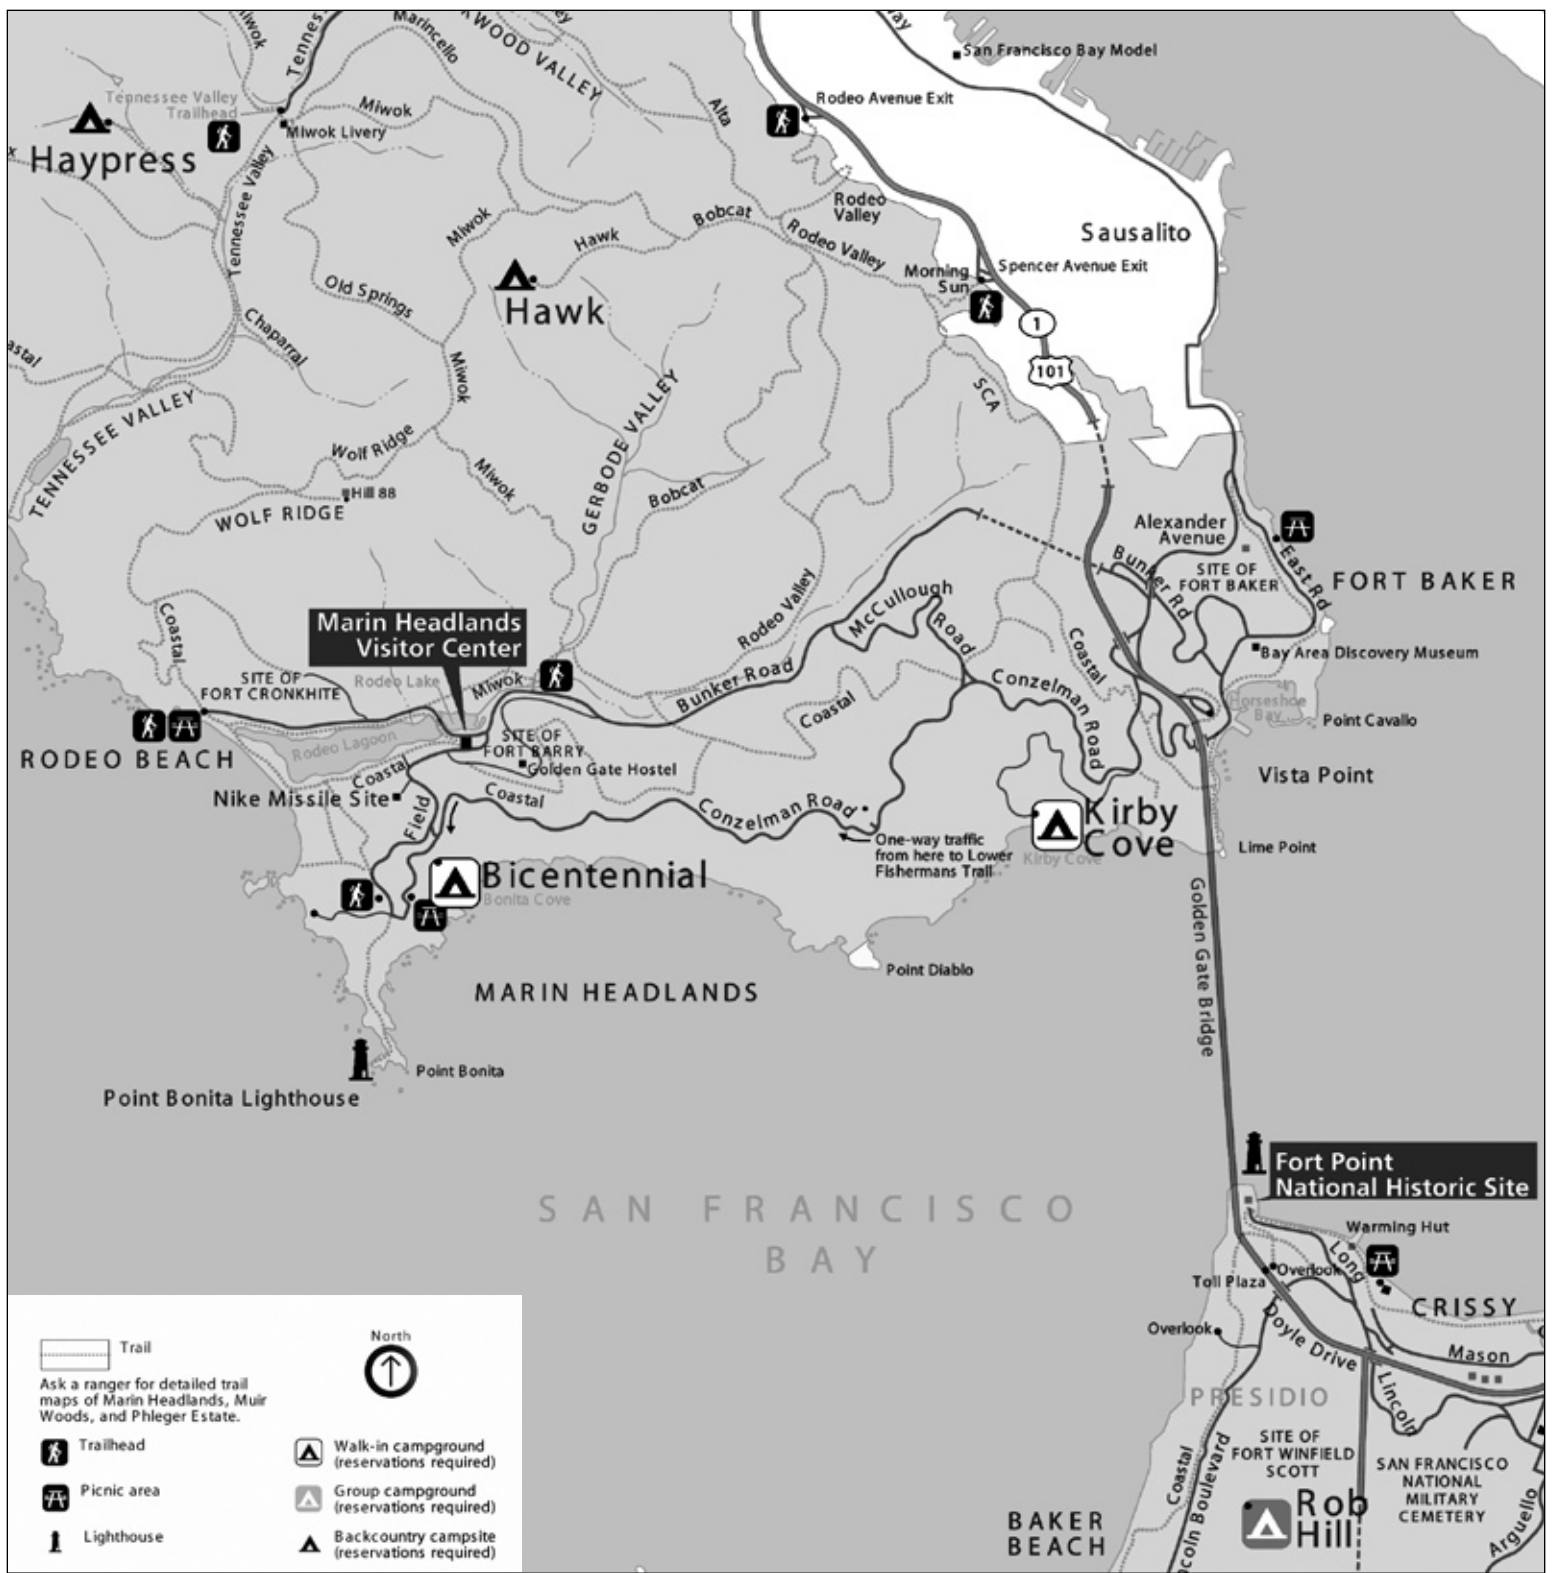 Miwok
Tennes
Marincello
KWOOD VALLEY
ey
way
San Francisco Bay Model
Tennessee Valley
Trailhead
Miwok
Miwok Livery
Alta
Rodeo Avenue Exit
Haypress
Tennessee Valley
Miwok
Bobcat
Rodeo
Valley
Hawk
Rodeo Valley
Sausalito
Spencer Avenue Exit
Morning
Sun
Old Springs
Hawk
Chaparral
1
astal
Miwok
101
SCA
TENNESSEE VALLEY
GERBODE VALLEY
Wolf Ridge
Miwok
Hill 88
Bobcat
WOLF RIDGE
Alexander
Avenue
Bunker Rd
SITE OF
FORT BAKER
East Rd
FORT BAKER
McCullough
Road
Rodeo Valley
Coastal
Coastal
Marin Headlands
Visitor Center
Bay Area Discovery Museum
SITE OF
FORT CRONKHITE
Rodeo Lake
Miwok
Bunker Road
Conzelman Road
Coastal
Horseshoe
Bay
Point Cavallo
RODEO BEACH
Rodeo Lagoon
SITE OF
FORT BARRY
Golden Gate Hostel
Coastal
Nike Missile Site
Vista Point
Field
Coastal
Conzelman Road
Kirby
Cove
One-way traffic
from here to Lower
Fishermans Trail
Kirby Cove
Lime Point
Bicentennial
Bonita Cove
Golden Gate Bridge
Point Diablo
MARIN HEADLANDS
Point Bonita
Point Bonita Lighthouse
Fort Point
National Historic Site
SAN FRANCISCO
BAY
Warming Hut
Long
Overlook
Toll Plaza
CRISSY
Overlook
Doyle Drive
Mason
PRESIDIO
Lincoln
SITE OF
FORT WINFIELD
SCOTT
SAN FRANCISCO
NATIONAL
MILITARY
CEMETERY
Coastal
ncoln Boulevard
Rob
Hill
Arguello
BAKER
BEACH
Trail
Ask a ranger for detailed trail
maps of Marin Headlands, Muir
Woods, and Phleger Estate.
North
Trailhead
Picnic area
Lighthouse
Walk-in campground
(reservations required)
Group campground
(reservations required)
Backcountry campsite
(reservations required)